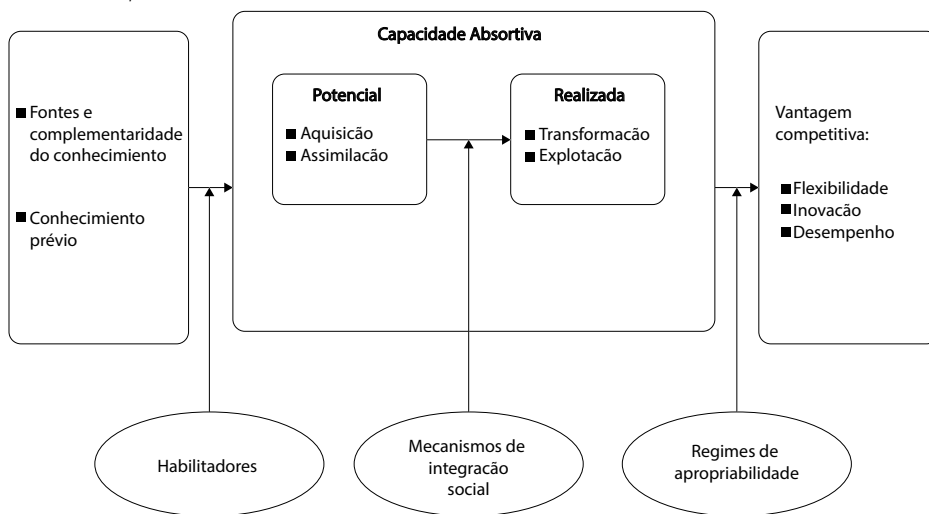 Capacidade Absortiva
Fontes e
complementaridade
do conhecimiento
Conhecimiento
prévio
Potencial
Aquisicão
Assimilacão
Realizada
Transformacão
Explotacão
Vantagem
competitiva:
Flexibilidade
Inovacão
Desempenho
Habilitadores
Mecanismos de
integracão
social
Regimes de
apropriabilidade